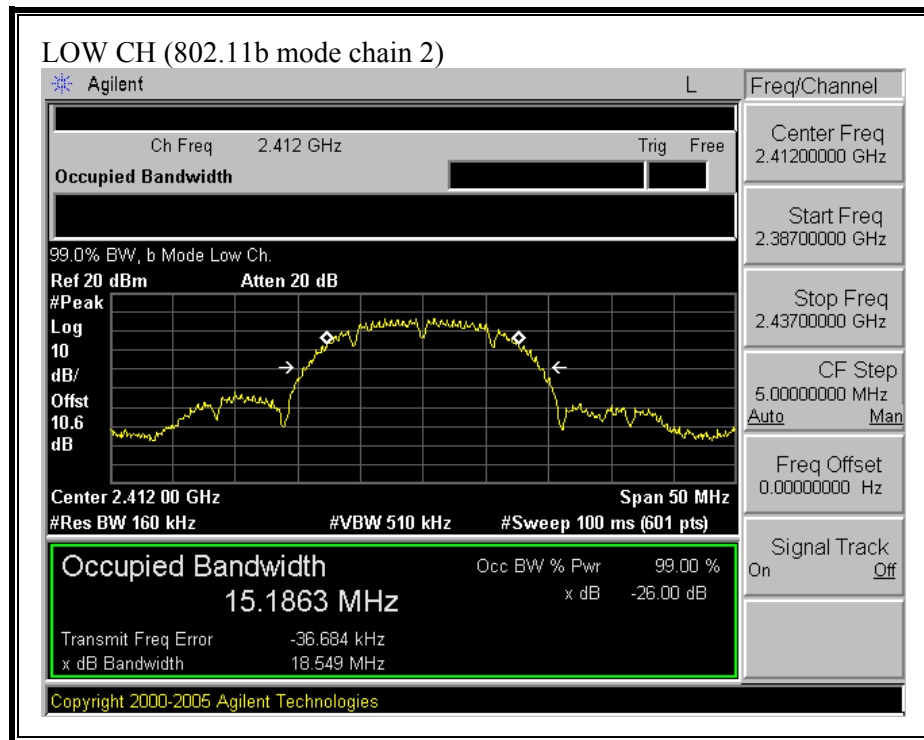 LOW CH (802.11b mode chain 2)
Agilent L Freq/Channel
Ch Freq 2.412 GHz Trig Free
Occupied Bandwidth
Center Freq
2.41200000 GHz
Start Freq
2.38700000 GHz
Stop Freq
2.43700000 GHz
CF Step
5.00000000 MHz
Auto Man
Freq Offset
0.00000000 Hz
Signal Track
On Off
99.0% BW, b Mode Low Ch.
Ref 20 dBm Atten 20 dB
#Peak
Log
10
dB/
Offst
10.6
dB
Center 2.412 00 GHz Span 50 MHz
#Res BW 160 kHz #VBW 510 kHz #Sweep 100 ms (601 pts)
Occupied Bandwidth Occ BW % Pwr 99.00 %
15.1863 MHz x dB -26.00 dB
Transmit Freq Error -36.684 kHz
x dB Bandwidth 18.549 MHz
Copyright 2000-2005 Agilent Technologies